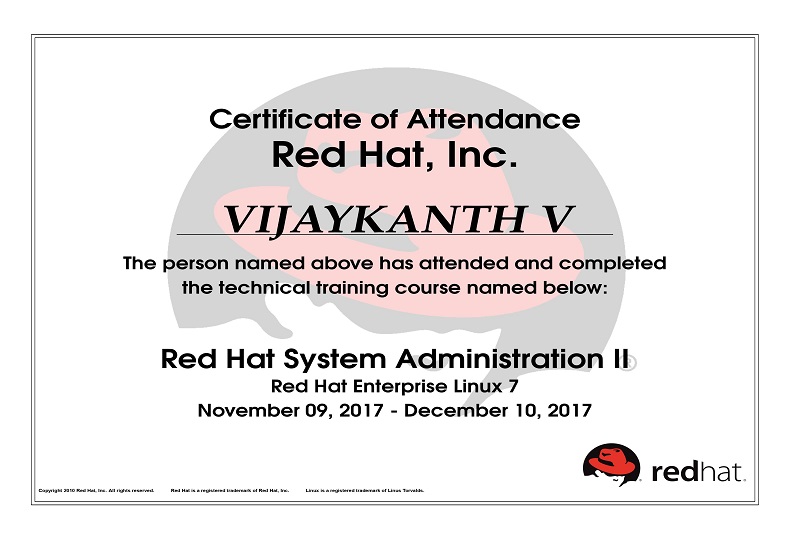 Certificate of Attendance
Red Hat, Inc.
VIJAYKANTH V
The person named above has attended and completed
the technical training course named below:
Red Hat System Administration II
Red Hat Enterprise Linux 7
November 09, 2017 - December 10, 2017
redhat.
Copyright 2010 Red Hat, Inc. All rights reserved. Red Hat is a registered trademark of Red Hat, Inc. Linux is a registered trademark of Linus Torvalds.